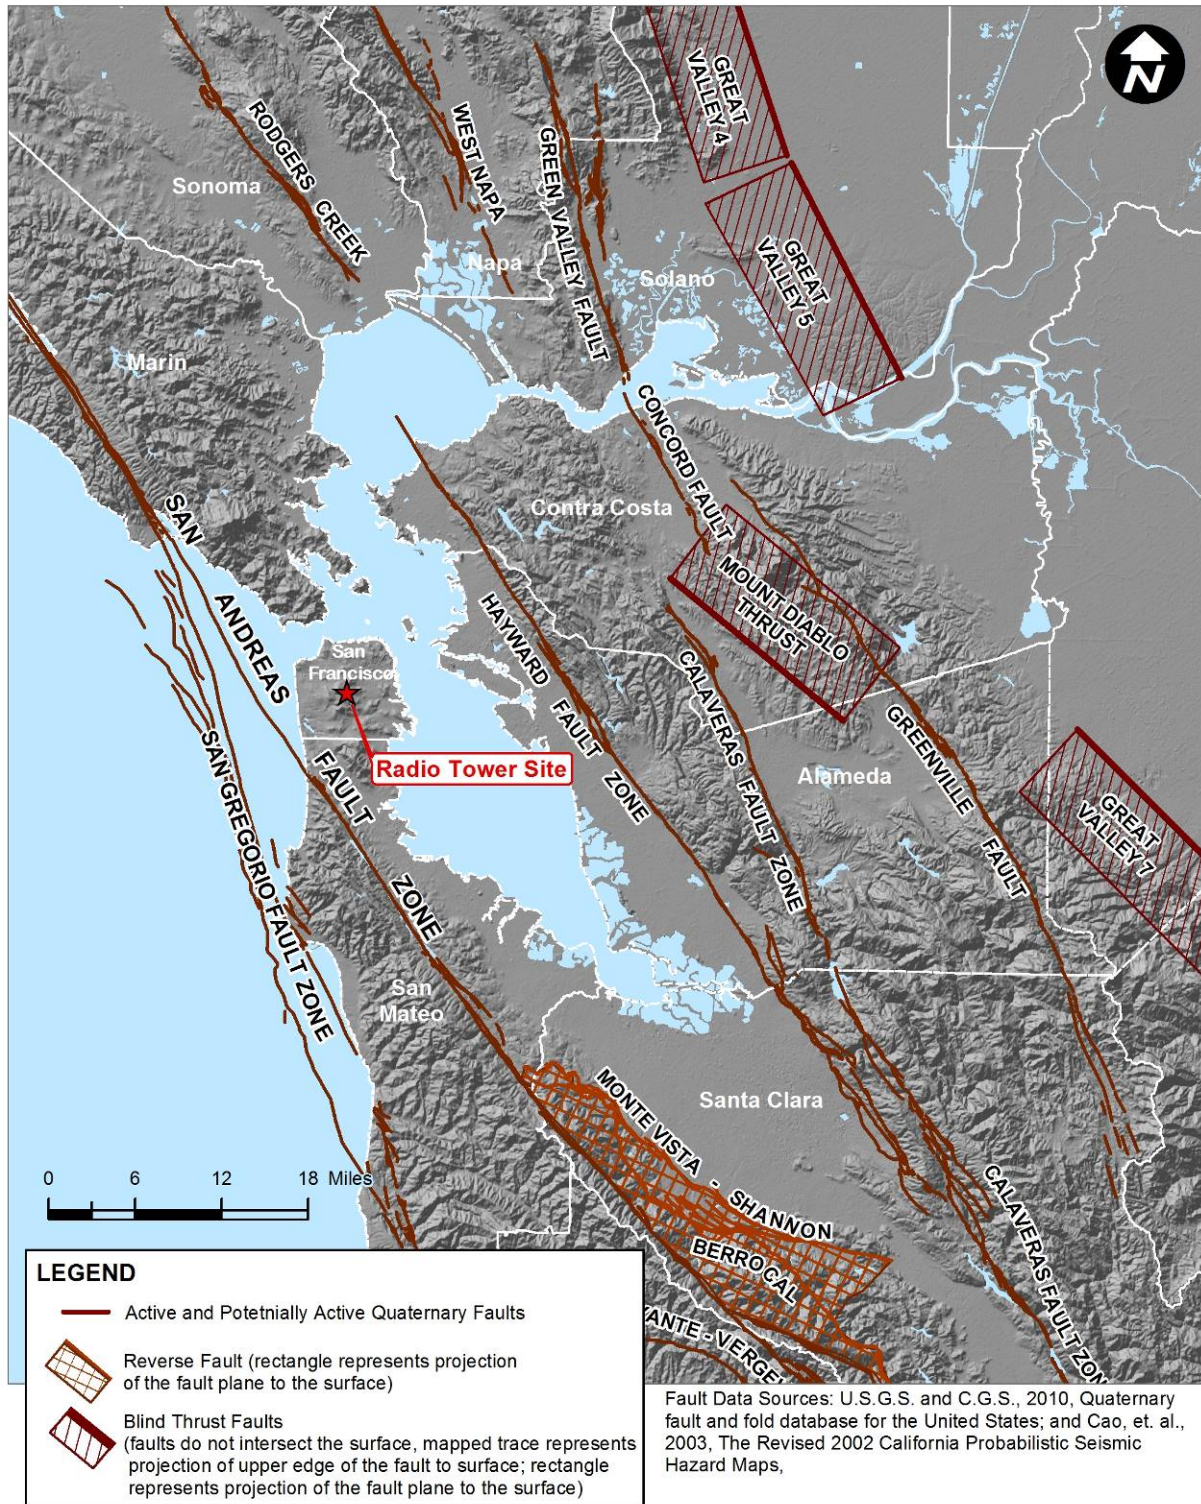 N
GREAT
VALLEY 4
RODGERS CREEK
WEST NAPA
GREEN VALLEY FAULT
Sonoma
Napa
Solano
GREAT
VALLEY 5
Marin
CONCORD FAULT
Contra Costa
SAN ANDREAS FAULT ZONE
MOUNT DIABLO
THRUST
HAYWARD FAULT ZONE
San
Francisco
CALAVERAS FAULT ZONE
Radio Tower Site
SAN GREGORIO FAULT ZONE
Alameda
GREENVILLE FAULT
GREAT
VALLEY 7
San
Mateo
MONTE VISTA - SHANNON
Santa Clara
BERROCAL
CALAVERAS FAULT ZON
VANTE - VERGE
0 6 12 18 Miles
LEGEND
Active and Potetnially Active Quaternary Faults
Reverse Fault (rectangle represents projection
of the fault plane to the surface)
Blind Thrust Faults
(faults do not intersect the surface, mapped trace represents
projection of upper edge of the fault to surface; rectangle
represents projection of the fault plane to surface)
Fault Data Sources: U.S.G.S. and C.G.S., 2010, Quaternary
fault and fold database for the United States; and Cao, et. al.,
2003, The Revised 2002 California Probabilistic Seismic
Hazard Maps,